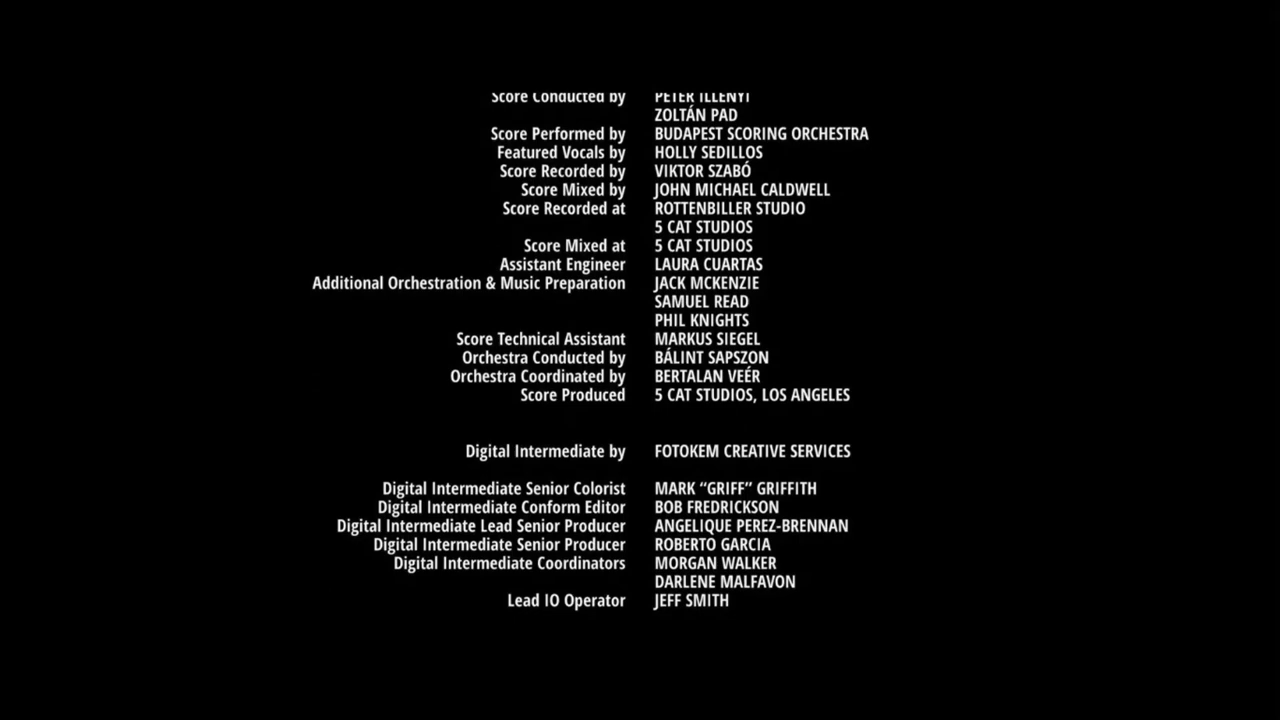 Score Conducted by PETER ILLENYI
ZOLTÁN PAD
Score Performed by BUDAPEST SCORING ORCHESTRA
Featured Vocals by HOLLY SEDILLOS
Score Recorded by VIKTOR SZABÓ
Score Mixed by JOHN MICHAEL CALDWELL
Score Recorded at ROTTENBILLER STUDIO
5 CAT STUDIOS
Score Mixed at 5 CAT STUDIOS
Assistant Engineer LAURA CUARTAS
Additional Orchestration & Music Preparation JACK MCKENZIE
SAMUEL READ
PHIL KNIGHTS
Score Technical Assistant MARKUS SIEGEL
Orchestra Conducted by BÁLINT SAPSZON
Orchestra Coordinated by BERTALAN VEÉR
Score Produced 5 CAT STUDIOS, LOS ANGELES
Digital Intermediate by FOTOKEM CREATIVE SERVICES
Digital Intermediate Senior Colorist MARK “GRIFF” GRIFFITH
Digital Intermediate Conform Editor BOB FREDRICKSON
Digital Intermediate Lead Senior Producer ANGELIQUE PEREZ-BRENNAN
Digital Intermediate Senior Producer ROBERTO GARCIA
Digital Intermediate Coordinators MORGAN WALKER
DARLENE MALFAVON
Lead IO Operator JEFF SMITH